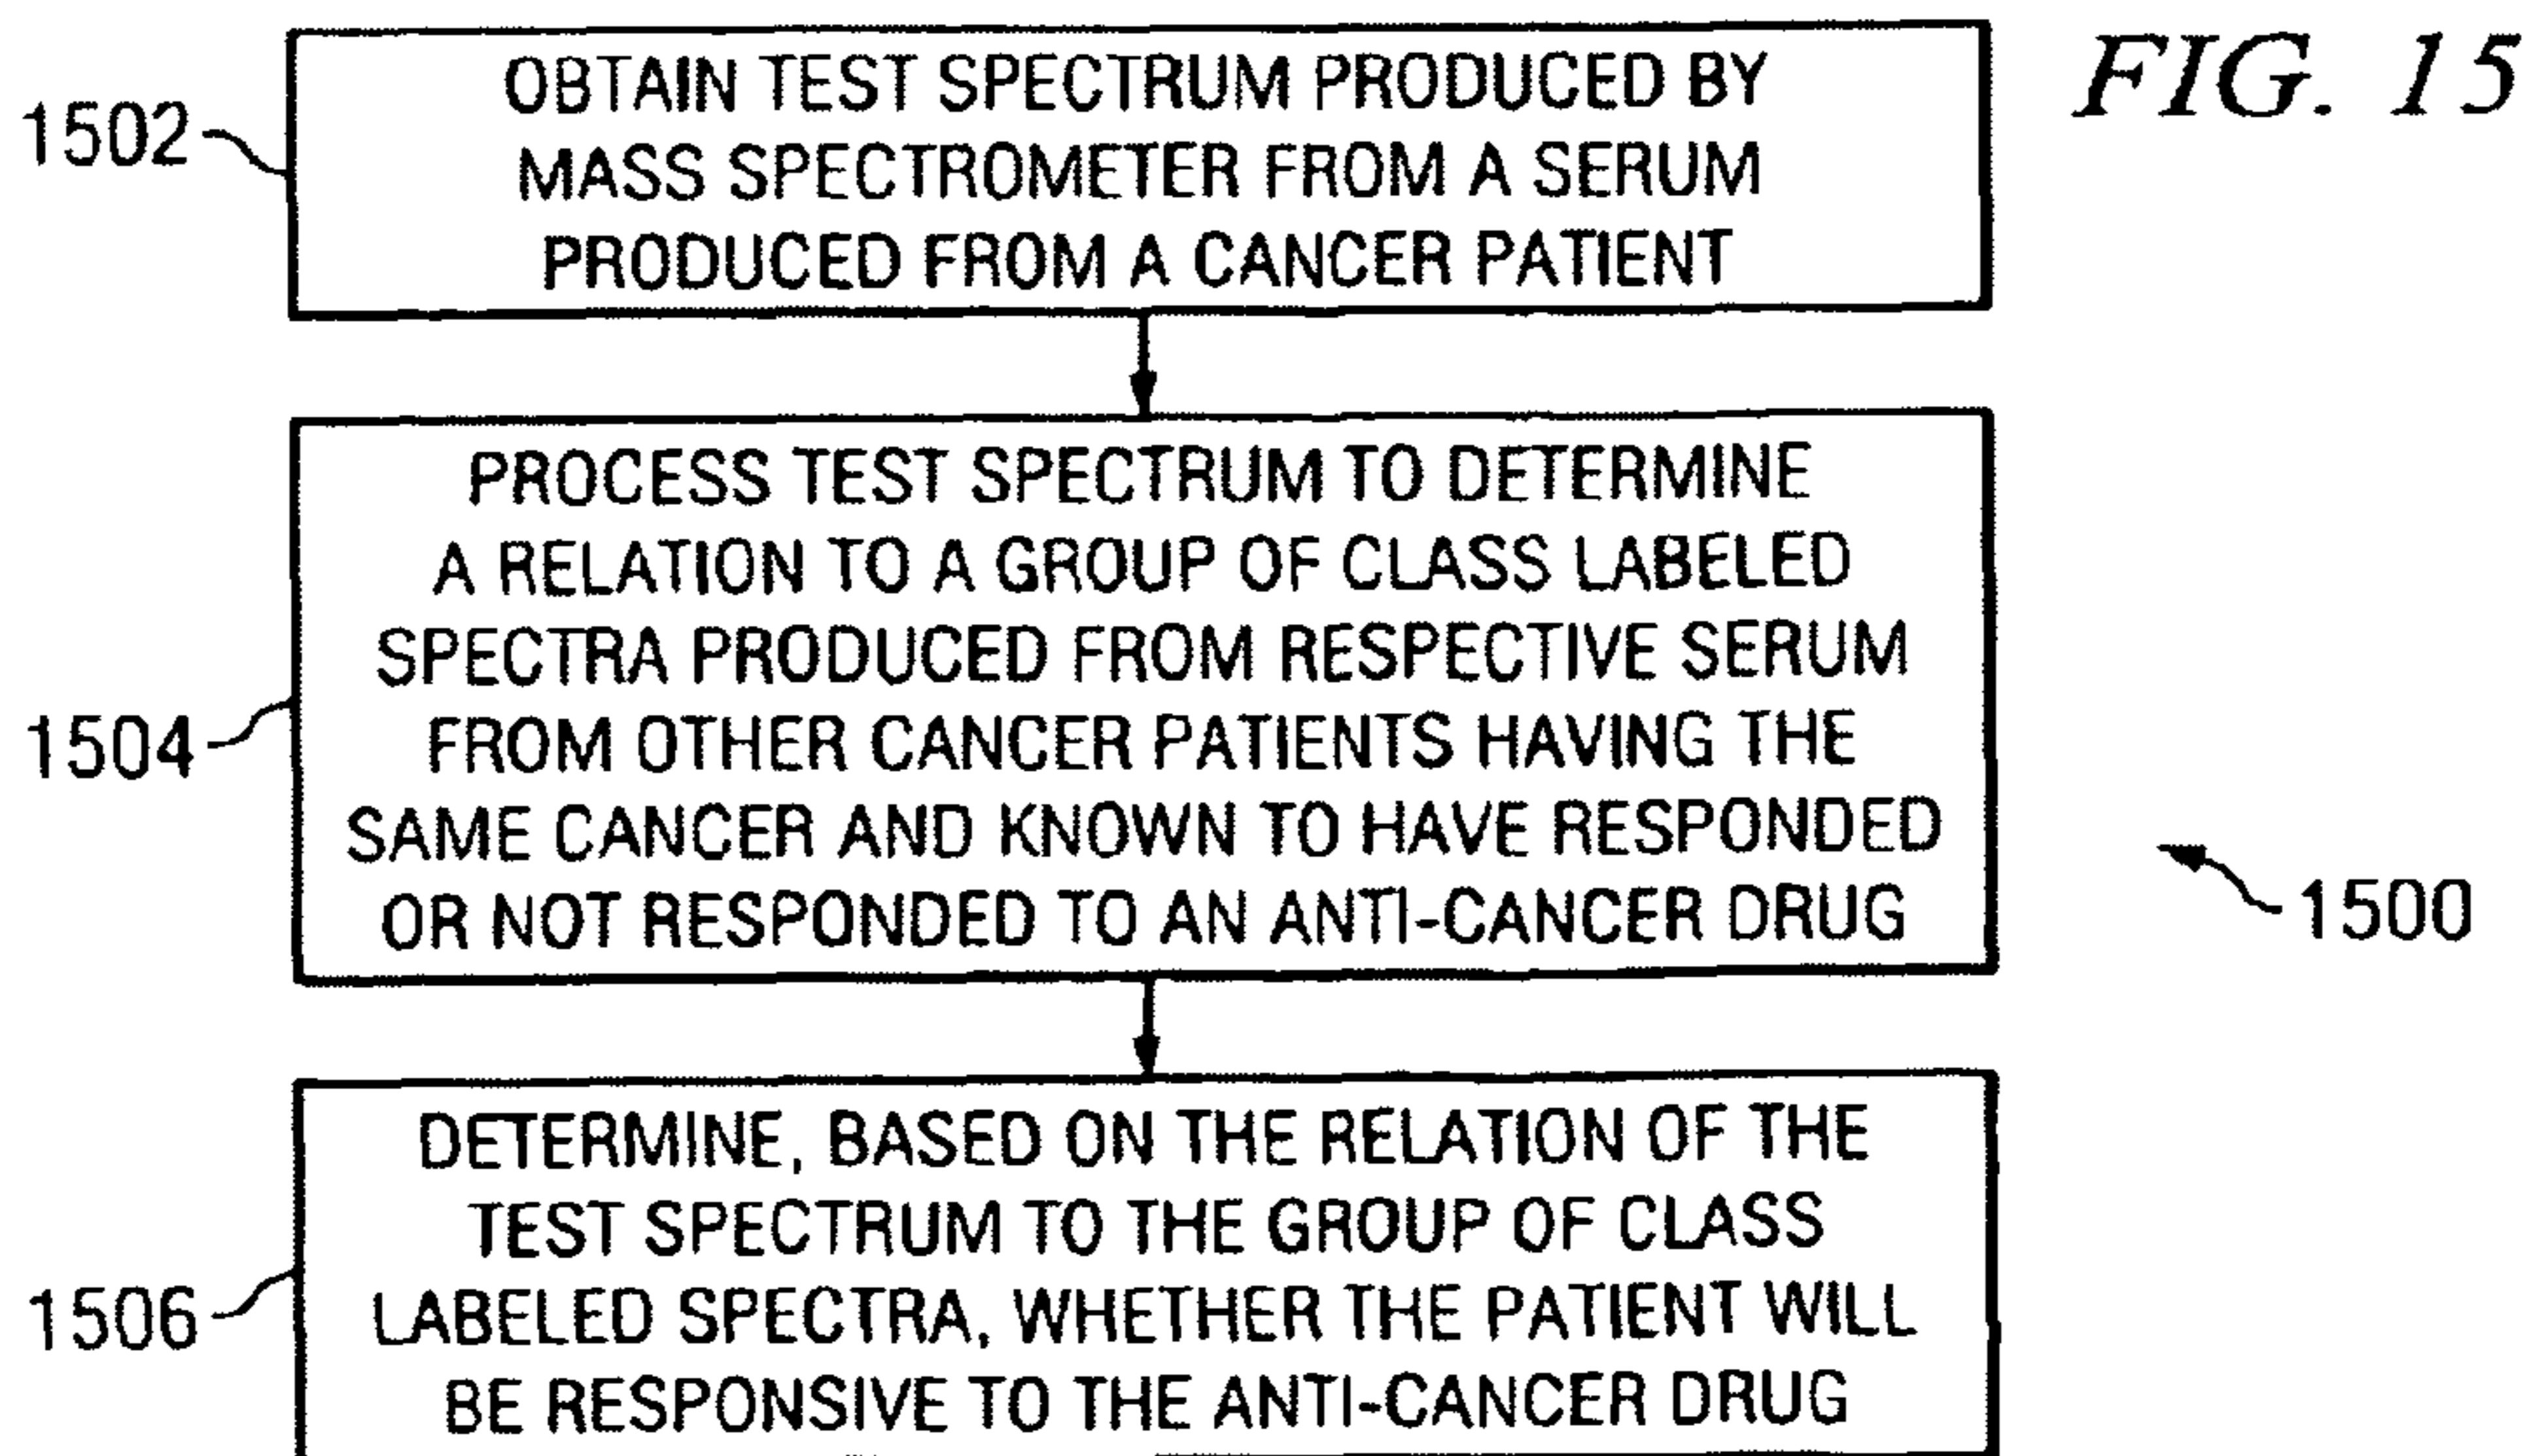 FIG. 15
1502
OBTAIN TEST SPECTRUM PRODUCED BY
MASS SPECTROMETER FROM A SERUM
PRODUCED FROM A CANCER PATIENT
1504
PROCESS TEST SPECTRUM TO DETERMINE
A RELATION TO A GROUP OF CLASS LABELED
SPECTRA PRODUCED FROM RESPECTIVE SERUM
FROM OTHER CANCER PATIENTS HAVING THE
SAME CANCER AND KNOWN TO HAVE RESPONDED
OR NOT RESPONDED TO AN ANTI-CANCER DRUG
1500
1506
DETERMINE, BASED ON THE RELATION OF THE
TEST SPECTRUM TO THE GROUP OF CLASS
LABELED SPECTRA, WHETHER THE PATIENT WILL
BE RESPONSIVE TO THE ANTI-CANCER DRUG